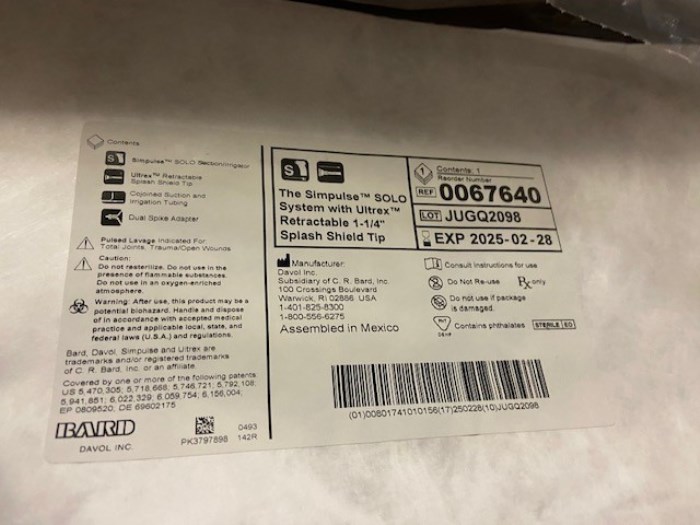 Contents
S Simpulse™ SOLO Suction/Irrigator
Ultrex™ Retractable
Splash Shield Tip
Cojoined Suction and
Irrigation Tubing
Dual Spike Adapter
Pulsed Lavage Indicated For:
Total Joints, Trauma/Open Wounds
Caution:
Do not resterilize. Do not use in the
presence of flammable substances.
Do not use in an oxygen-enriched
atmosphere.
Warning: After use, this product may be a
potential biohazard. Handle and dispose
of in accordance with accepted medical
practice and applicable local, state, and
federal laws (U.S.A.) and regulations.
Bard, Davol, Simpulse and Ultrex are
trademarks and/or registered trademarks
of C. R. Bard, Inc. or an affiliate.
Covered by one or more of the following patents:
US 5,470,305; 5,718,668; 5,746,721; 5,792,108;
5,941,851; 6,022,329; 6,059,754; 6,156,004;
EP 0809520, DE 69602175
BARD
DAVOL INC.
PK3797898
0493
142R
S
The Simpulse™ SOLO
System with Ultrex™
Retractable 1-1/4"
Splash Shield Tip
1 Contents: 1
Reorder Number
REF 0067640
LOT JUGQ2098
EXP 2025-02-28
Manufacturer:
Davol Inc.
Subsidiary of C. R. Bard, Inc.
100 Crossings Boulevard
Warwick, RI 02886 USA
1-401-825-8300
1-800-556-6275
Assembled in Mexico
Consult instructions for use
Do Not Re-use Rx only
Do not use if package
is damaged.
PHT
DEHP
Contains phthalates STERILE EO
(01)00801741010156(17)250228(10)JUGQ2098